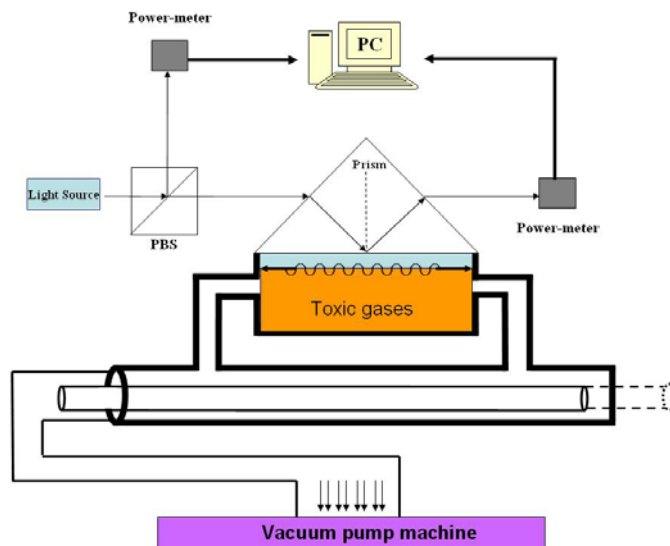 Power-meter
PC
Prism
Light Source
PBS
Power-meter
Toxic gases
Vacuum pump machine